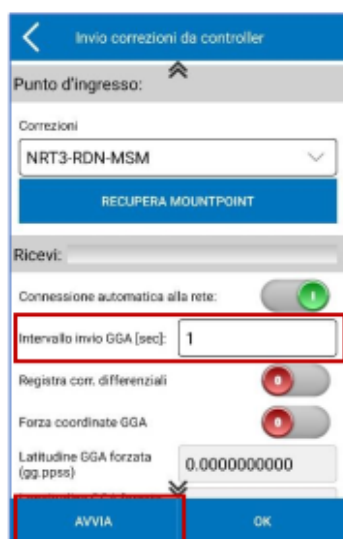 Invio correzioni da controller
Punto d'ingresso:
Correzioni
NRT3-RDN-MSM
RECUPERA MOUNTPOINT
Ricevi:
Connessione automatica alla rete:
Intervallo invio GGA [sec]: 1
Registra corr. differenziali
Forza coordinate GGA
Latitudine GGA forzata
(gg.ppss)
0.0000000000
AVVIA OK